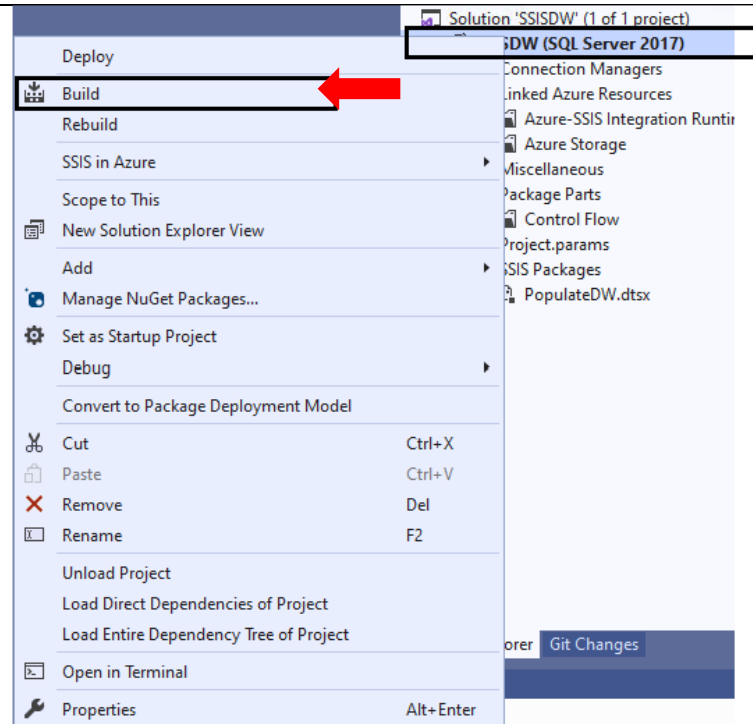 Solution 'SSISDW' (1 of 1 project)
SDW (SQL Server 2017)
Connection Managers
Linked Azure Resources
Azure-SSIS Integration Runtir
Azure Storage
Miscellaneous
Package Parts
Control Flow
Project.params
SSIS Packages
PopulateDW.dtsx
Deploy
Build
Rebuild
SSIS in Azure
Scope to This
New Solution Explorer View
Add
Manage NuGet Packages...
Set as Startup Project
Debug
Convert to Package Deployment Model
Cut Ctrl+X
Paste Ctrl+V
Remove Del
Rename F2
Unload Project
Load Direct Dependencies of Project
Load Entire Dependency Tree of Project
Open in Terminal
Properties Alt+Enter
orer Git Changes